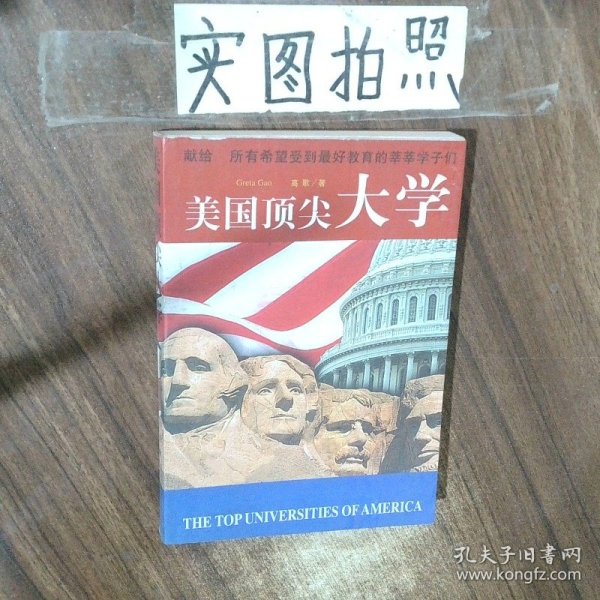 实图拍照
献给 所有希望受到最好教育的莘莘学子们
Greta Gao 高歌/著
美国顶尖大学
THE TOP UNIVERSITIES OF AMERICA
孔夫子旧书网
www.kongfz.com